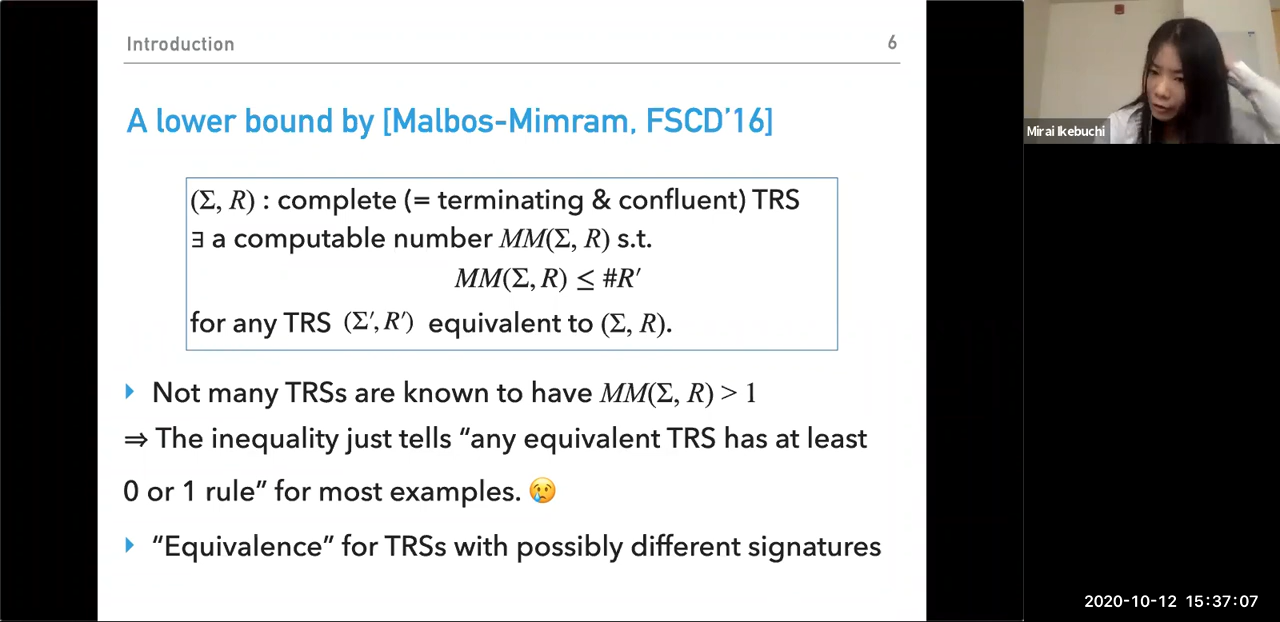 Introduction 6
A lower bound by [Malbos-Mimram, FSCD'16]
(Σ, R) : complete (= terminating & confluent) TRS
∃ a computable number MM(Σ, R) s.t.
MM(Σ, R) ≤ #R′
for any TRS (Σ′, R′) equivalent to (Σ, R).
Not many TRSs are known to have MM(Σ, R) > 1
⇒ The inequality just tells “any equivalent TRS has at least
0 or 1 rule” for most examples. 😢
“Equivalence” for TRSs with possibly different signatures
Mirai Ikebuchi
2020-10-12 15:37:07